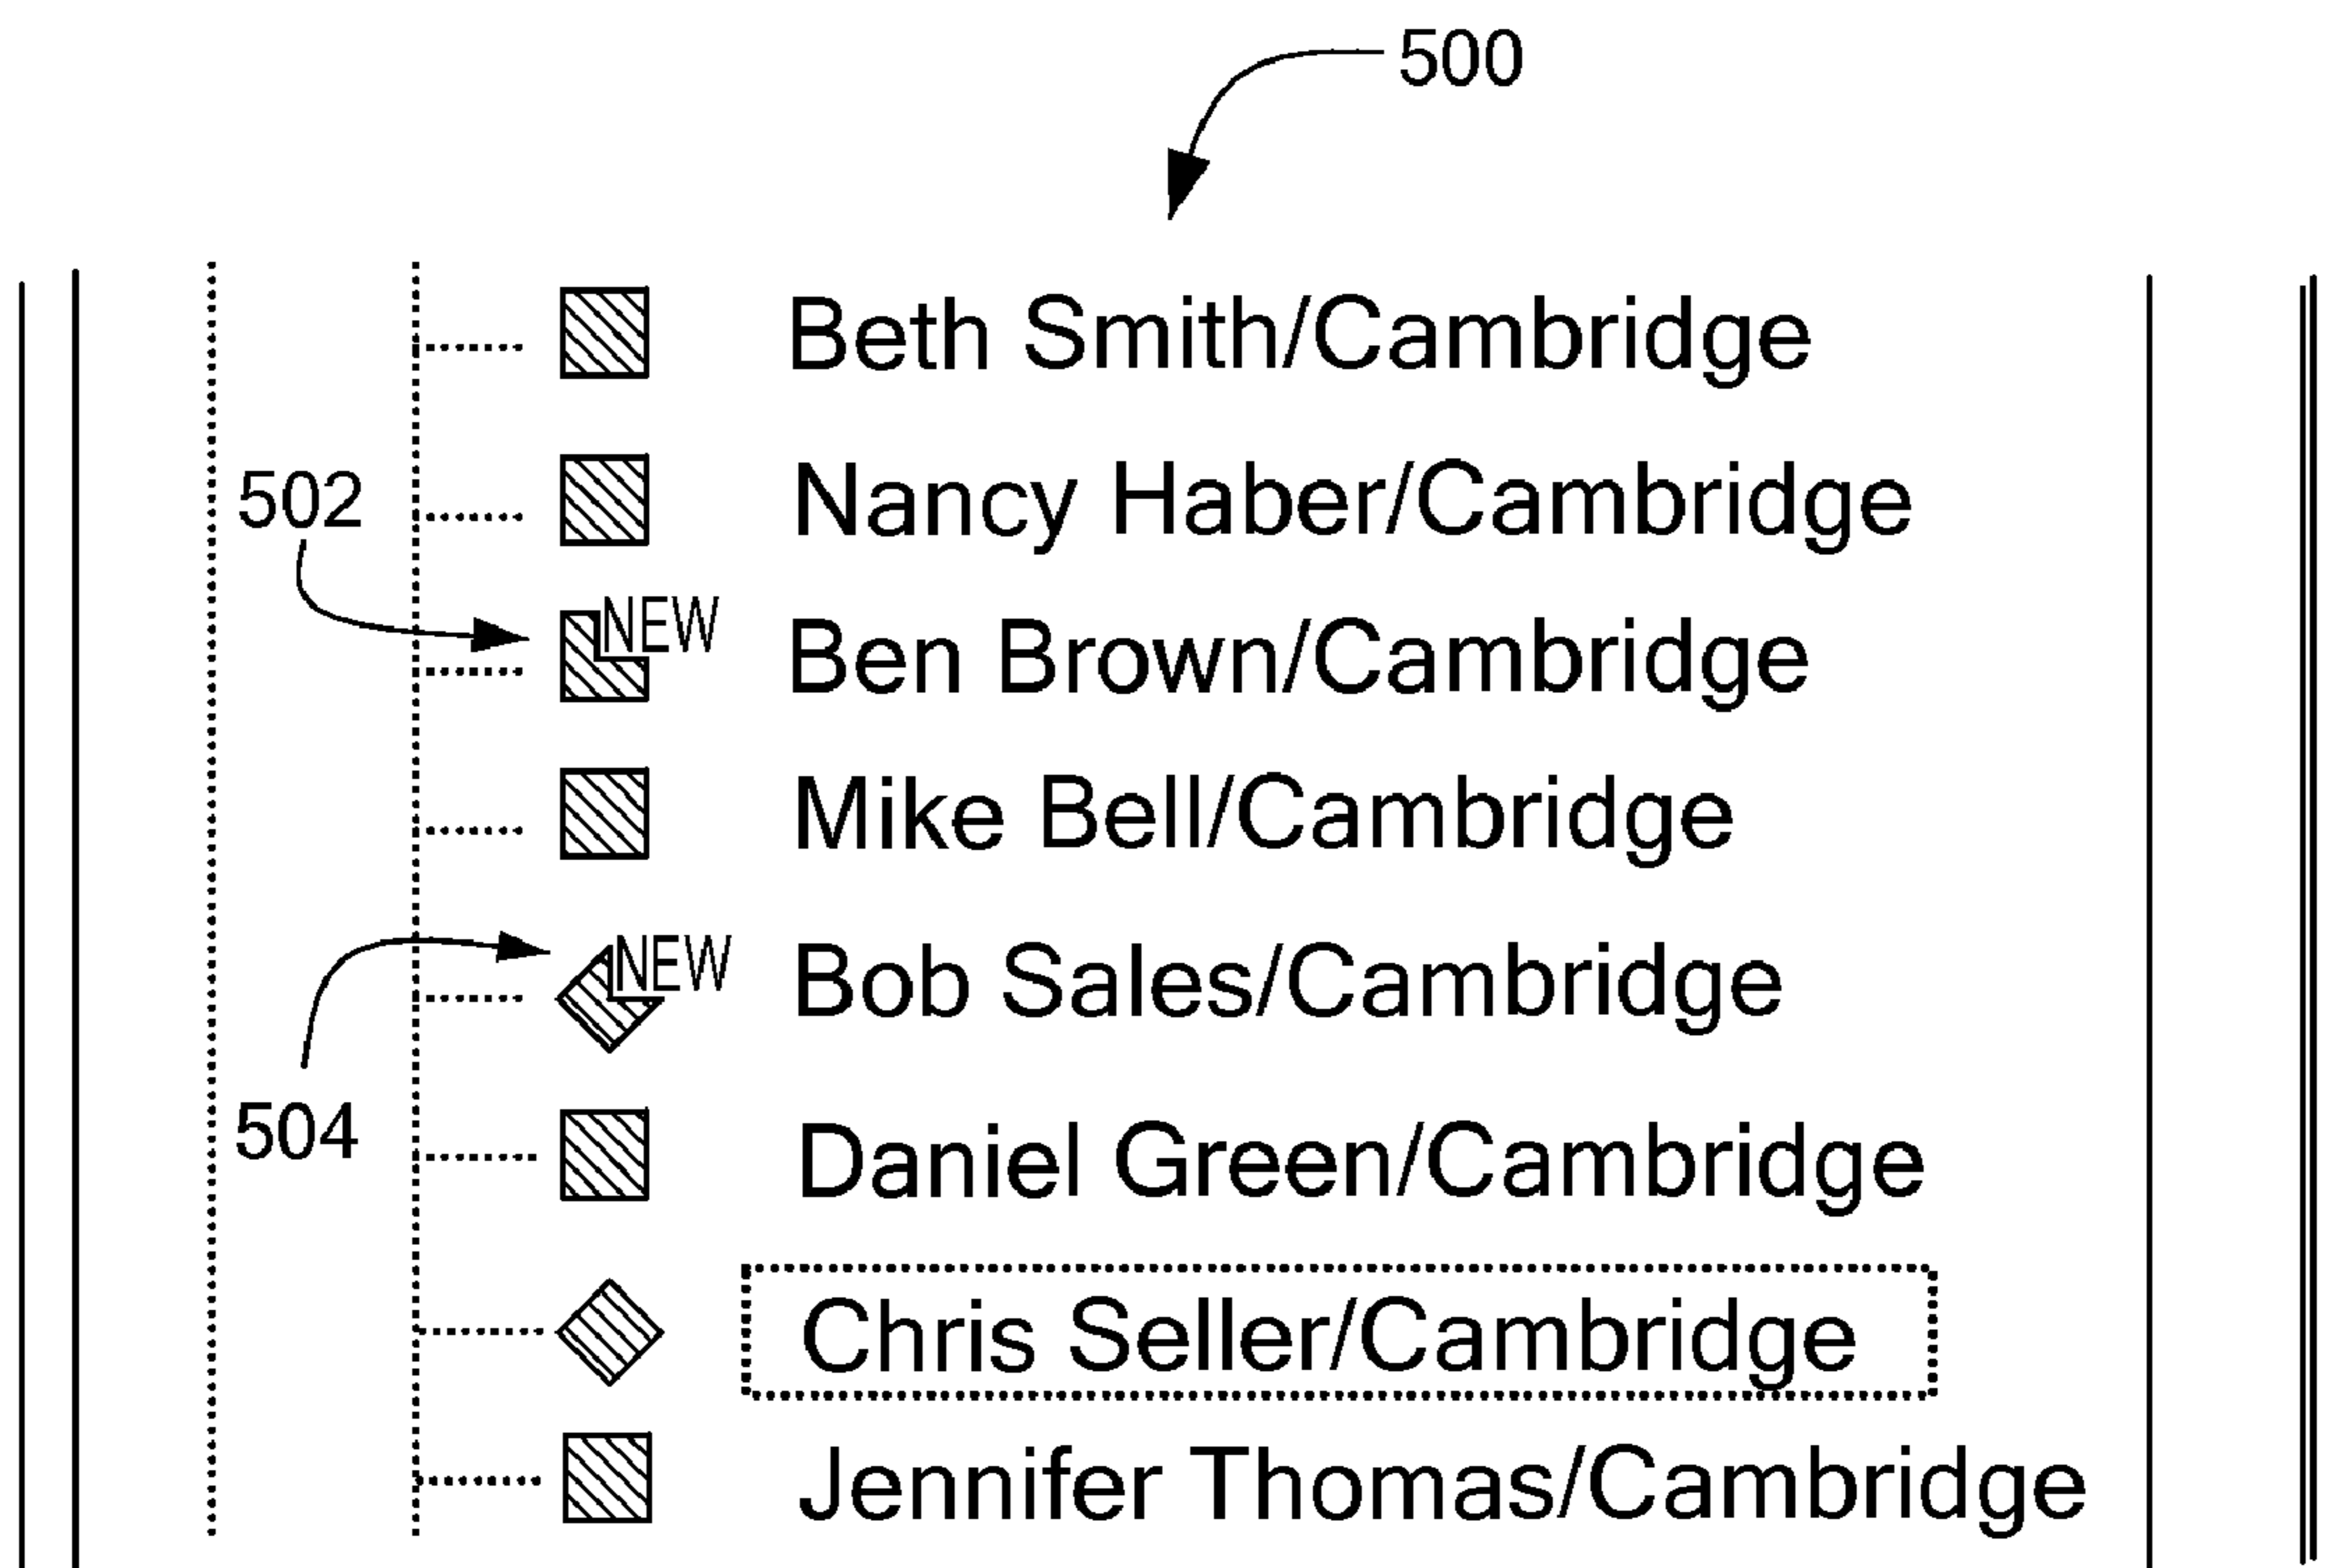 500
Beth Smith/Cambridge
502
Nancy Haber/Cambridge
NEW
Ben Brown/Cambridge
Mike Bell/Cambridge
NEW
Bob Sales/Cambridge
504
Daniel Green/Cambridge
Chris Seller/Cambridge
Jennifer Thomas/Cambridge